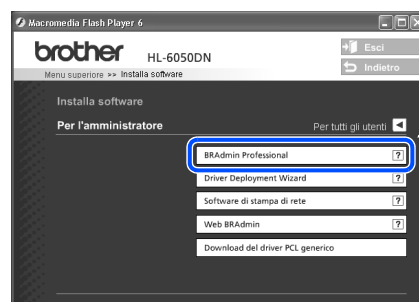 Macromedia Flash Player 6
brother HL-6050DN
Esci
Indietro
Menu superiore >> Installa software
Installa software
Per l'amministratore
Per tutti gli utenti
BRAdmin Professional ?
Driver Deployment Wizard ?
Software di stampa di rete ?
Web BRAdmin ?
Download del driver PCL generico